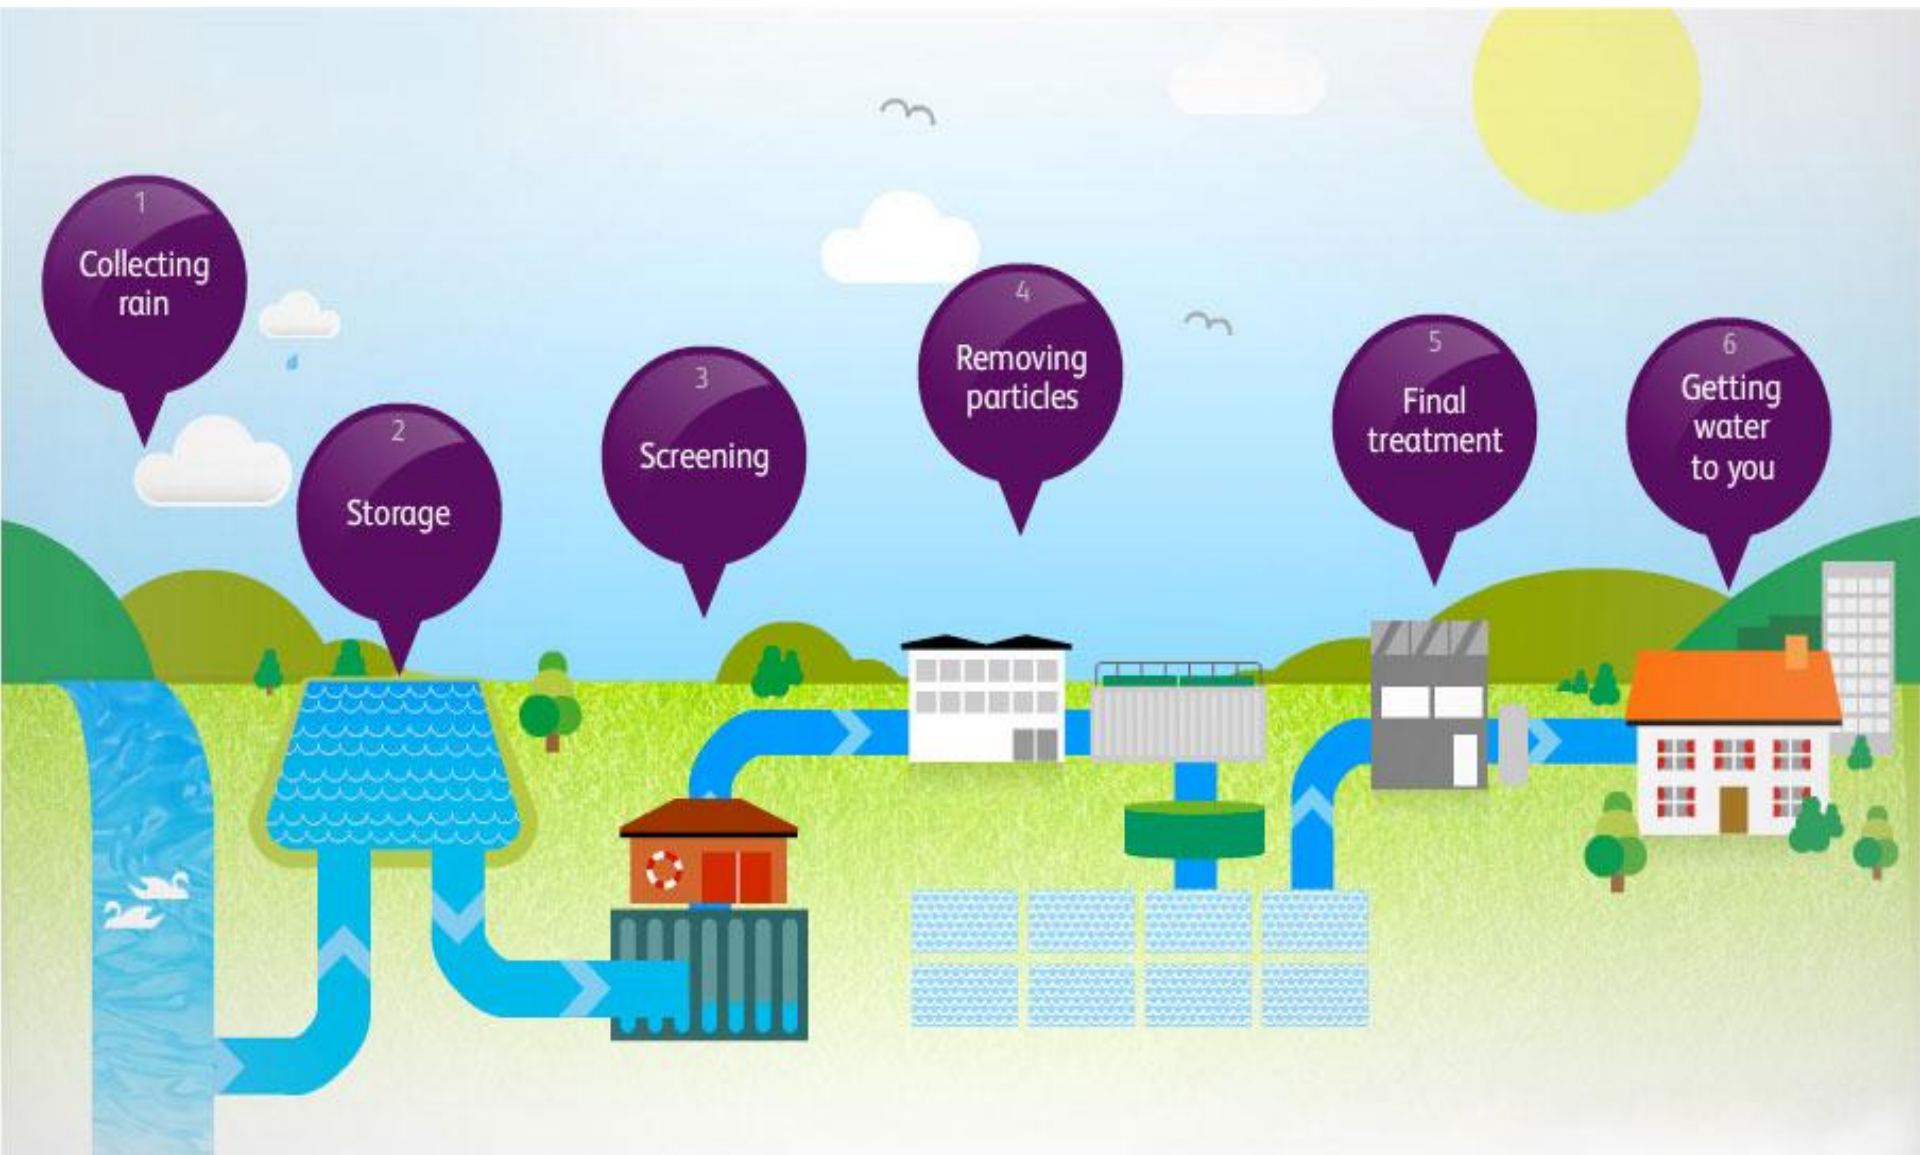 1
Collecting
rain
2
Storage
3
Screening
4
Removing
particles
5
Final
treatment
6
Getting
water
to you